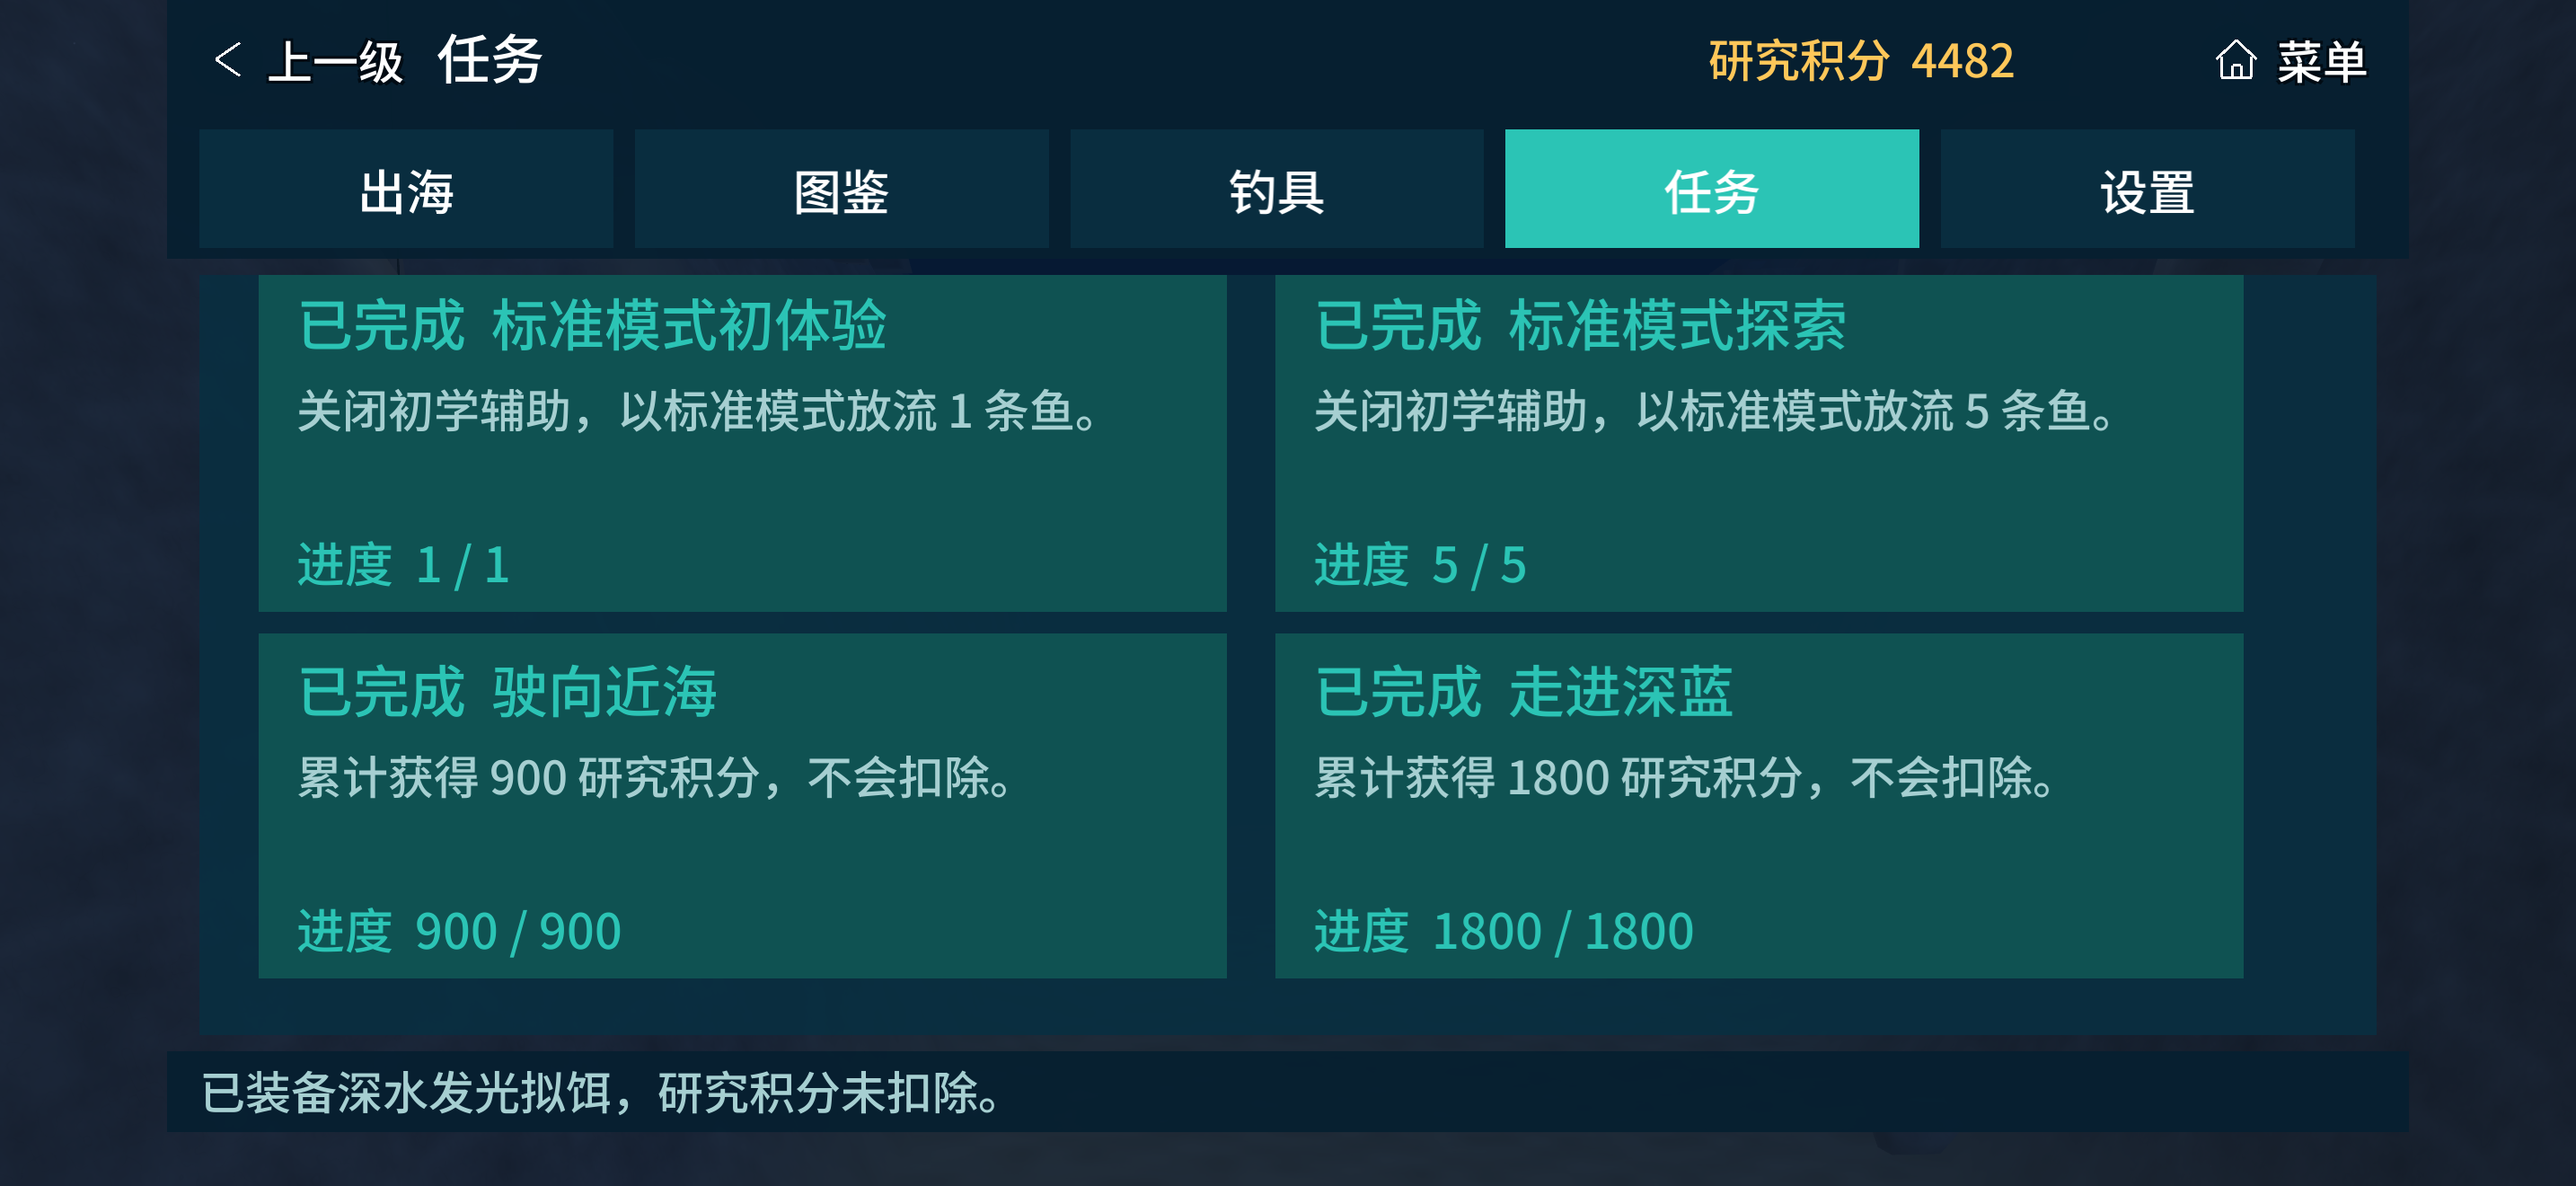 上一级 任务 研究积分 4482 菜单
出海 图鉴 钓具 任务 设置
已完成 标准模式初体验
关闭初学辅助，以标准模式放流 1 条鱼。
进度 1 / 1
已完成 标准模式探索
关闭初学辅助，以标准模式放流 5 条鱼。
进度 5 / 5
已完成 驶向近海
累计获得 900 研究积分，不会扣除。
进度 900 / 900
已完成 走进深蓝
累计获得 1800 研究积分，不会扣除。
进度 1800 / 1800
已装备深水发光拟饵，研究积分未扣除。